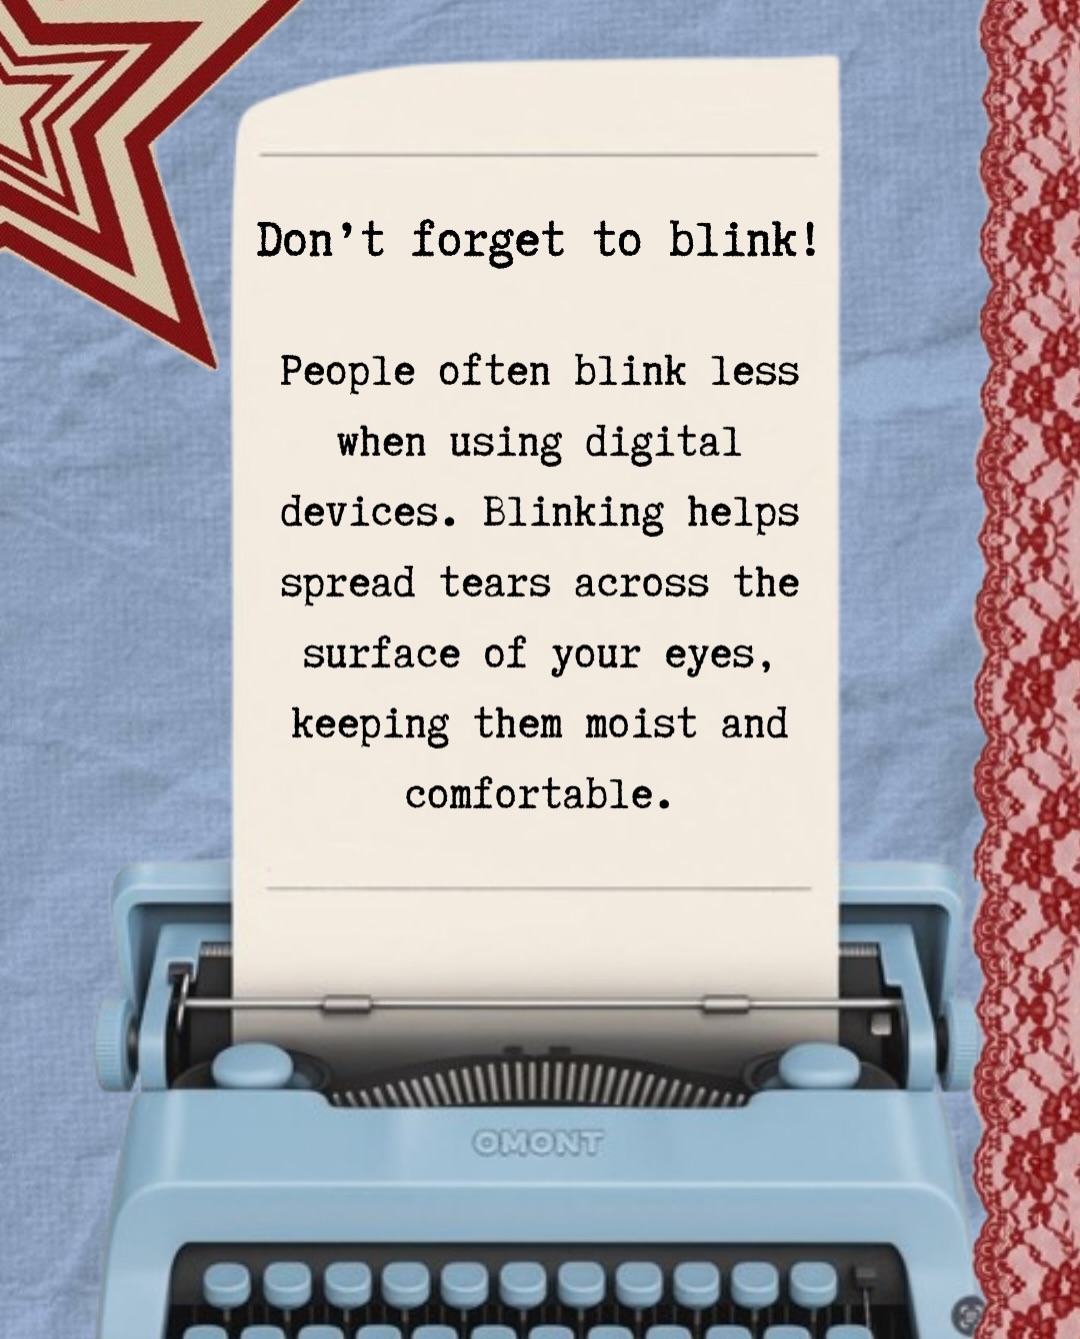 Don't forget to blink!
People often blink less
when using digital
devices. Blinking helps
spread tears across the
surface of your eyes,
keeping them moist and
comfortable.
OMONT